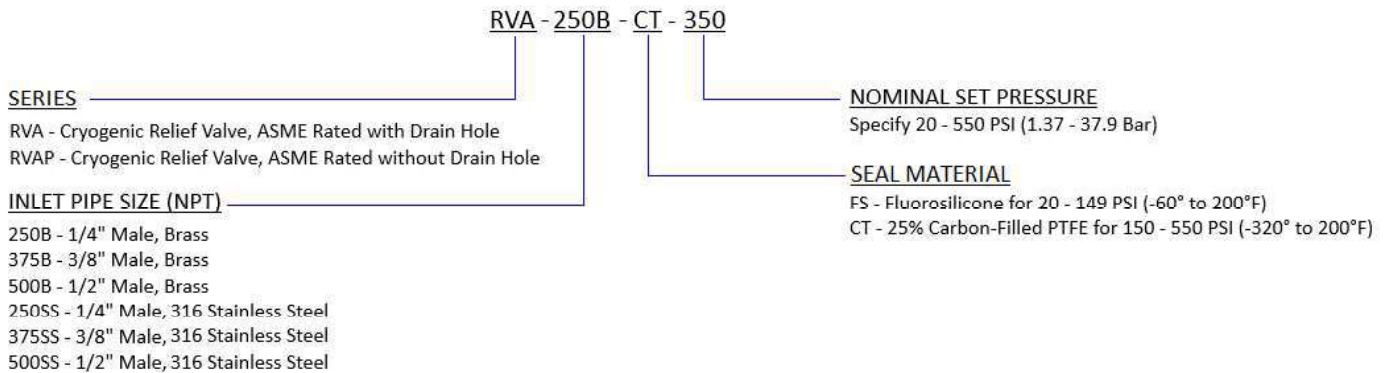 RVA - 250B - CT - 350
SERIES
RVA - Cryogenic Relief Valve, ASME Rated with Drain Hole
RVAP - Cryogenic Relief Valve, ASME Rated without Drain Hole
INLET PIPE SIZE (NPT)
250B - 1/4" Male, Brass
375B - 3/8" Male, Brass
500B - 1/2" Male, Brass
250SS - 1/4" Male, 316 Stainless Steel
375SS - 3/8" Male, 316 Stainless Steel
500SS - 1/2" Male, 316 Stainless Steel
NOMINAL SET PRESSURE
Specify 20 - 550 PSI (1.37 - 37.9 Bar)
SEAL MATERIAL
FS - Fluorosilicone for 20 - 149 PSI (-60° to 200°F)
CT - 25% Carbon-Filled PTFE for 150 - 550 PSI (-320° to 200°F)